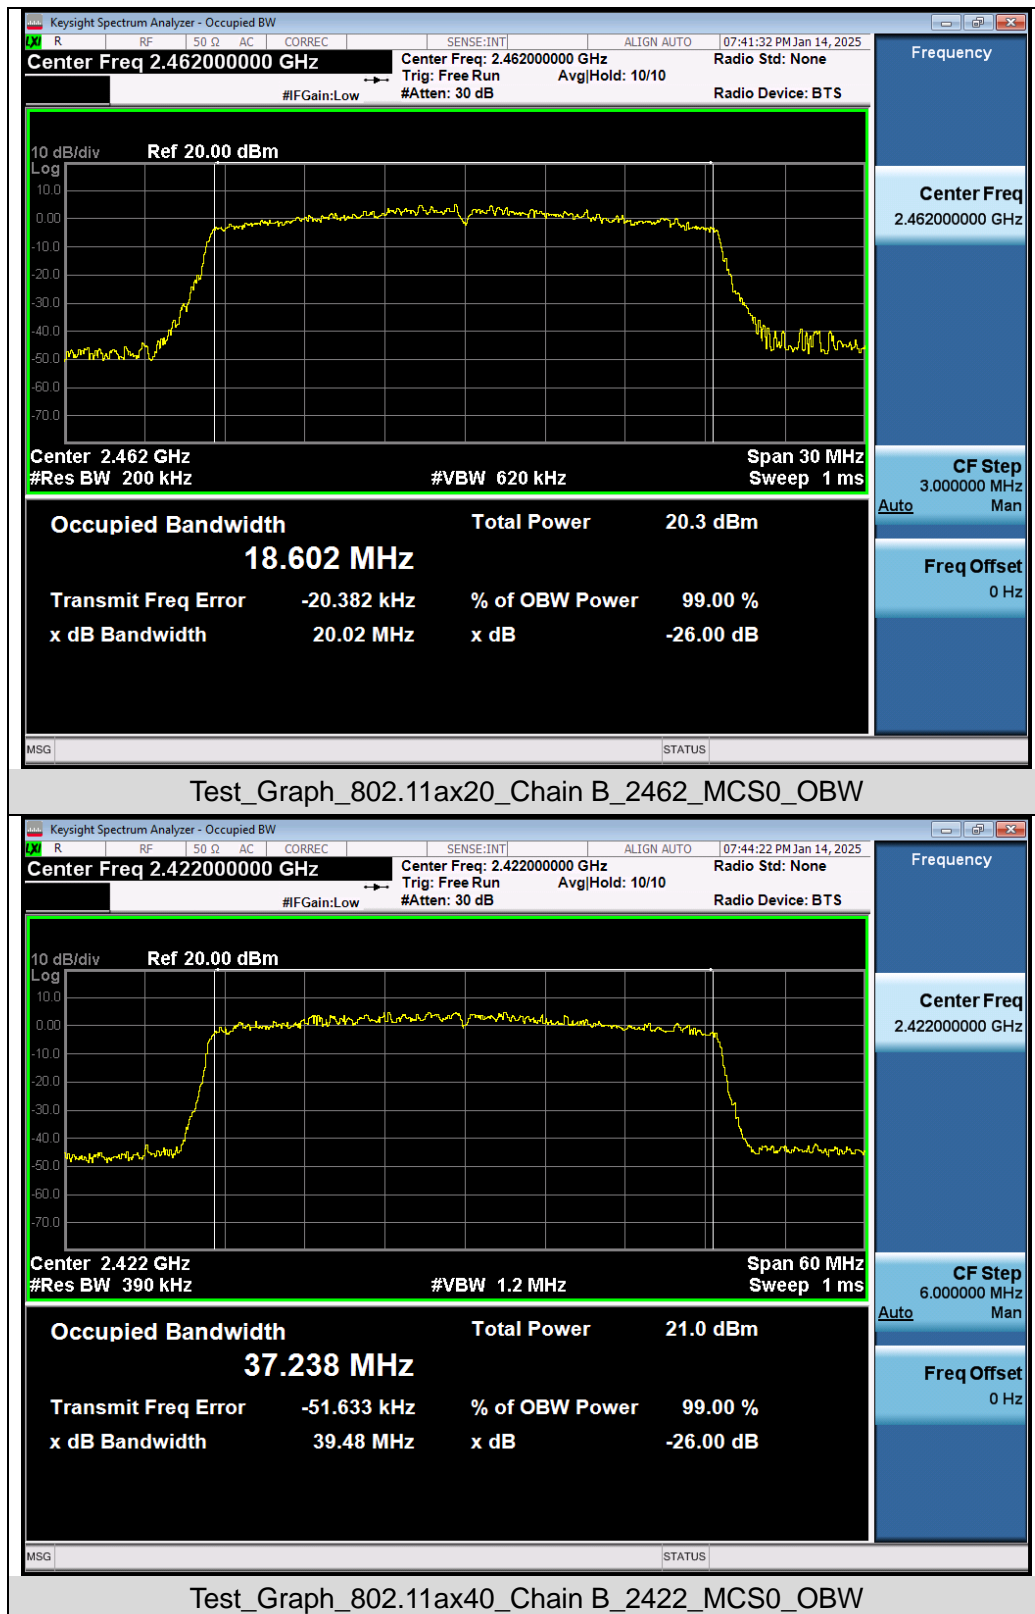 Keysight Spectrum Analyzer - Occupied BW
LXI R RF 50 Ω AC CORREC SENSE:INT ALIGN AUTO 07:41:32 PM Jan 14, 2025
Center Freq 2.462000000 GHz
Center Freq: 2.462000000 GHz Radio Std: None
Trig: Free Run Avg|Hold: 10/10
#IFGain:Low #Atten: 30 dB Radio Device: BTS
Frequency
10 dB/div Ref 20.00 dBm
Log
10.0
0.00
-10.0
-20.0
-30.0
-40.0
-50.0
-60.0
-70.0
Center 2.462 GHz Span 30 MHz
#Res BW 200 kHz #VBW 620 kHz Sweep 1 ms
Center Freq
2.462000000 GHz
CF Step
3.000000 MHz
Auto Man
Freq Offset
0 Hz
Occupied Bandwidth Total Power 20.3 dBm
18.602 MHz
Transmit Freq Error -20.382 kHz % of OBW Power 99.00 %
x dB Bandwidth 20.02 MHz x dB -26.00 dB
MSG STATUS
Test_Graph_802.11ax20_Chain B_2462_MCS0_OBW
Keysight Spectrum Analyzer - Occupied BW
LXI R RF 50 Ω AC CORREC SENSE:INT ALIGN AUTO 07:44:22 PM Jan 14, 2025
Center Freq 2.422000000 GHz
Center Freq: 2.422000000 GHz Radio Std: None
Trig: Free Run Avg|Hold: 10/10
#IFGain:Low #Atten: 30 dB Radio Device: BTS
Frequency
10 dB/div Ref 20.00 dBm
Log
10.0
0.00
-10.0
-20.0
-30.0
-40.0
-50.0
-60.0
-70.0
Center 2.422 GHz Span 60 MHz
#Res BW 390 kHz #VBW 1.2 MHz Sweep 1 ms
Center Freq
2.422000000 GHz
CF Step
6.000000 MHz
Auto Man
Freq Offset
0 Hz
Occupied Bandwidth Total Power 21.0 dBm
37.238 MHz
Transmit Freq Error -51.633 kHz % of OBW Power 99.00 %
x dB Bandwidth 39.48 MHz x dB -26.00 dB
MSG STATUS
Test_Graph_802.11ax40_Chain B_2422_MCS0_OBW